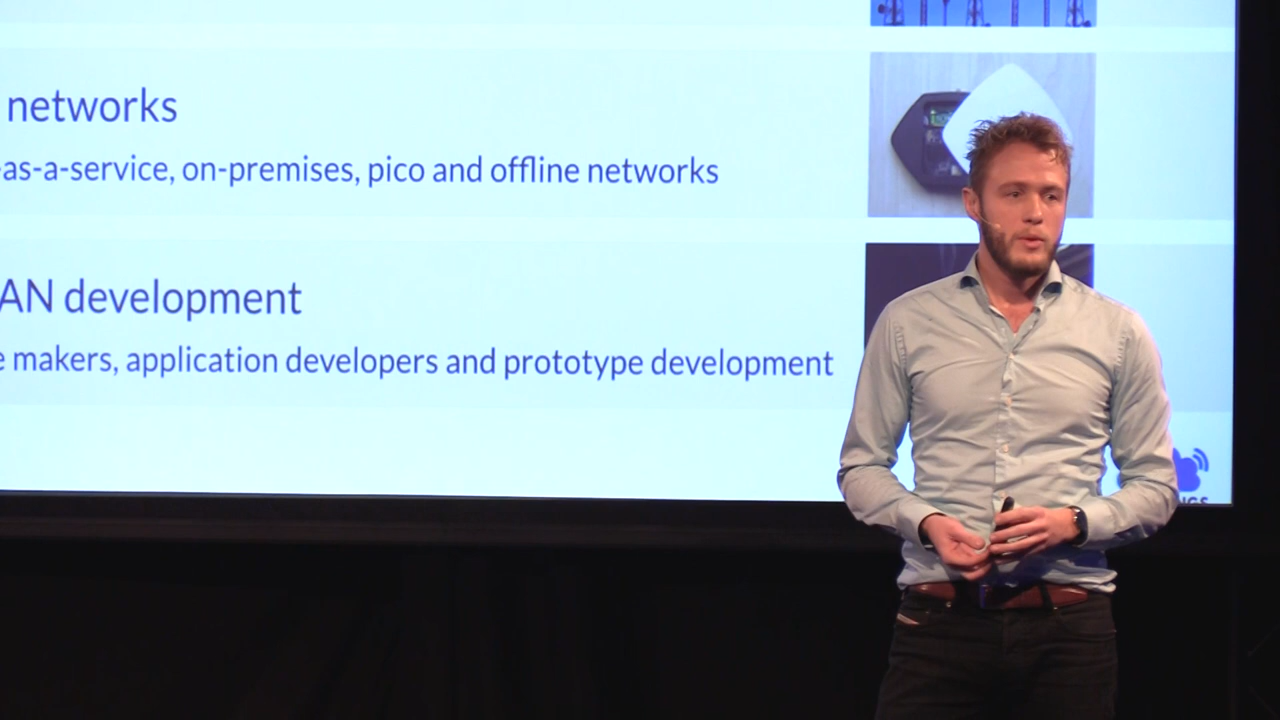 networks
-as-a-service, on-premises, pico and offline networks
AN development
makers, application developers and prototype development